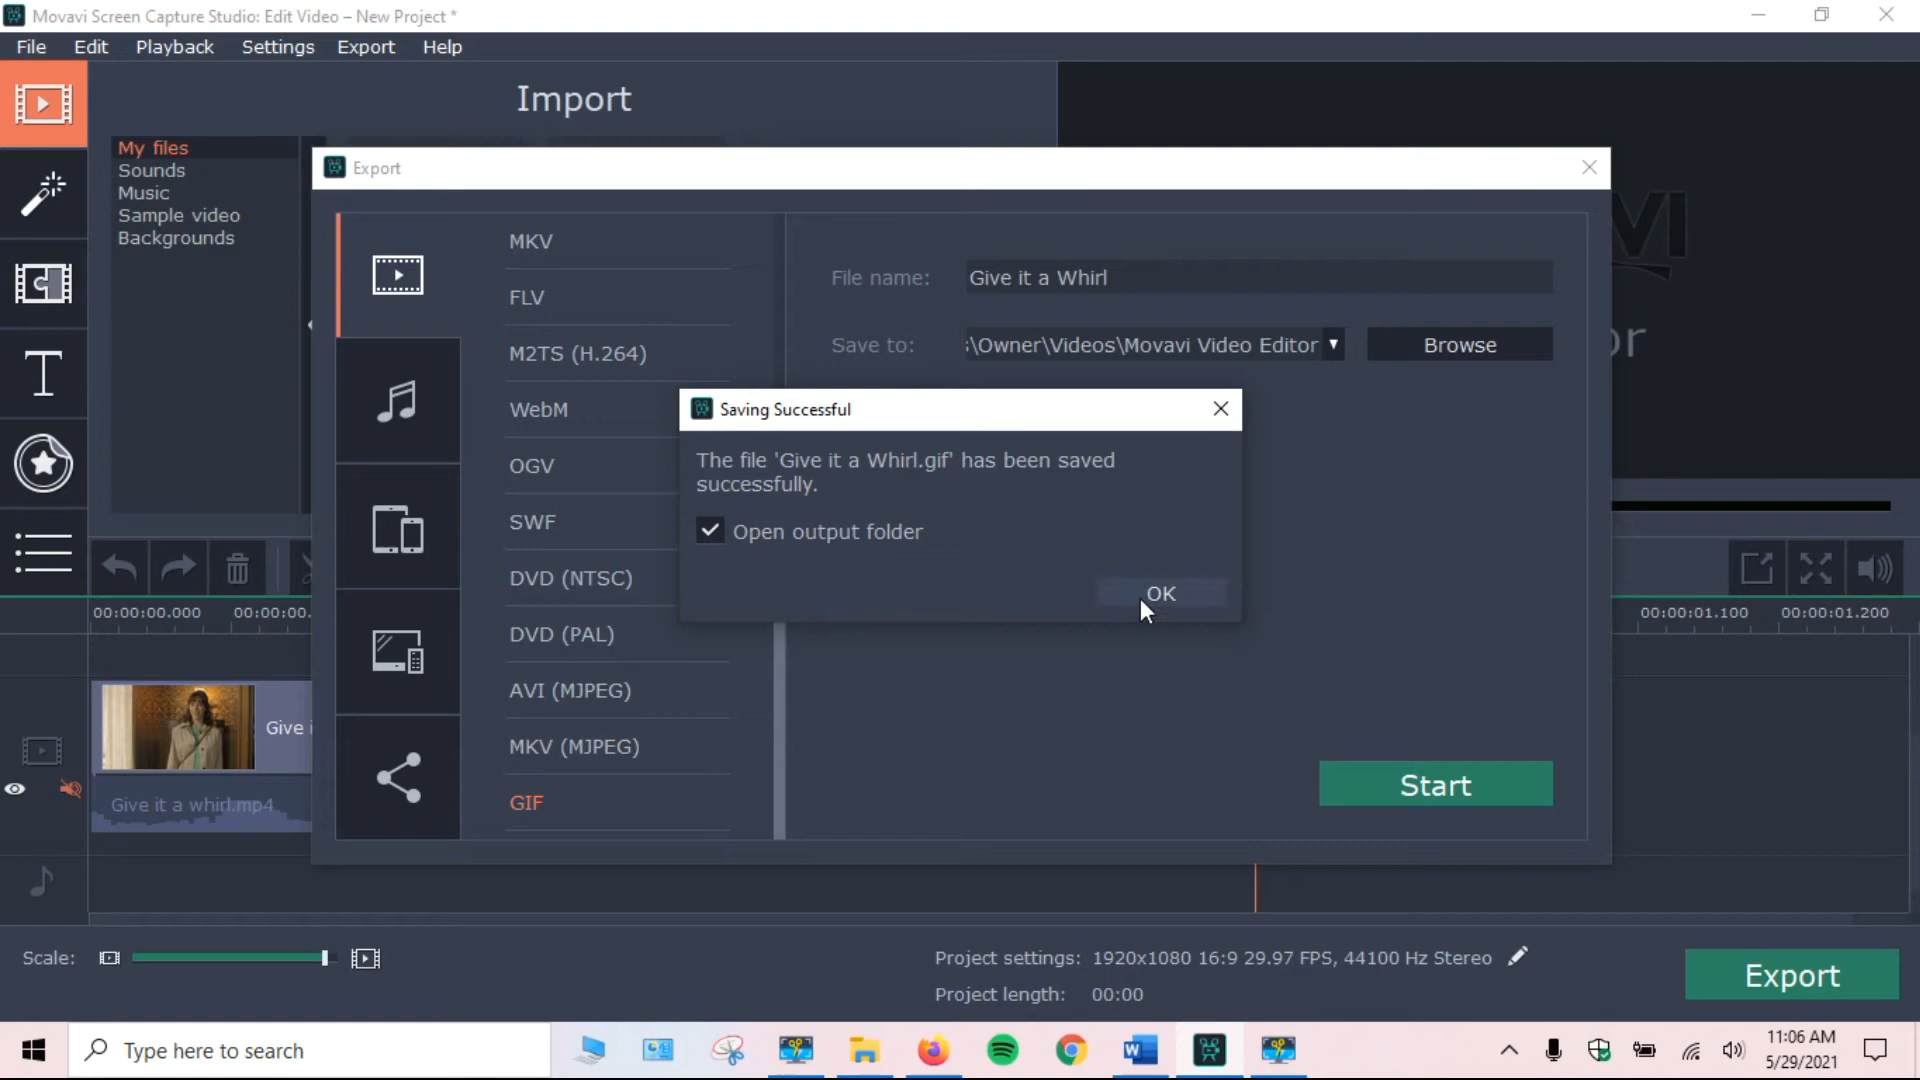 Movavi Screen Capture Studio: Edit Video – New Project *
File Edit Playback Settings Export Help
Import
My files
Sounds
Music
Sample video
Backgrounds
Export
MKV
FLV
M2TS (H.264)
WebM
OGV
SWF
DVD (NTSC)
DVD (PAL)
AVI (MJPEG)
MKV (MJPEG)
GIF
File name: Give it a Whirl
Save to: :\Owner\Videos\Movavi Video Editor Browse
Saving Successful
The file 'Give it a Whirl.gif' has been saved
successfully.
Open output folder
OK
Start
00:00:00.000 00:00:00. 00:00:01.100 00:00:01.200
Give i
Give it a whirl.mp4
Scale:
Project settings: 1920x1080 16:9 29.97 FPS, 44100 Hz Stereo
Project length: 00:00
Export
Type here to search
11:06 AM
5/29/2021